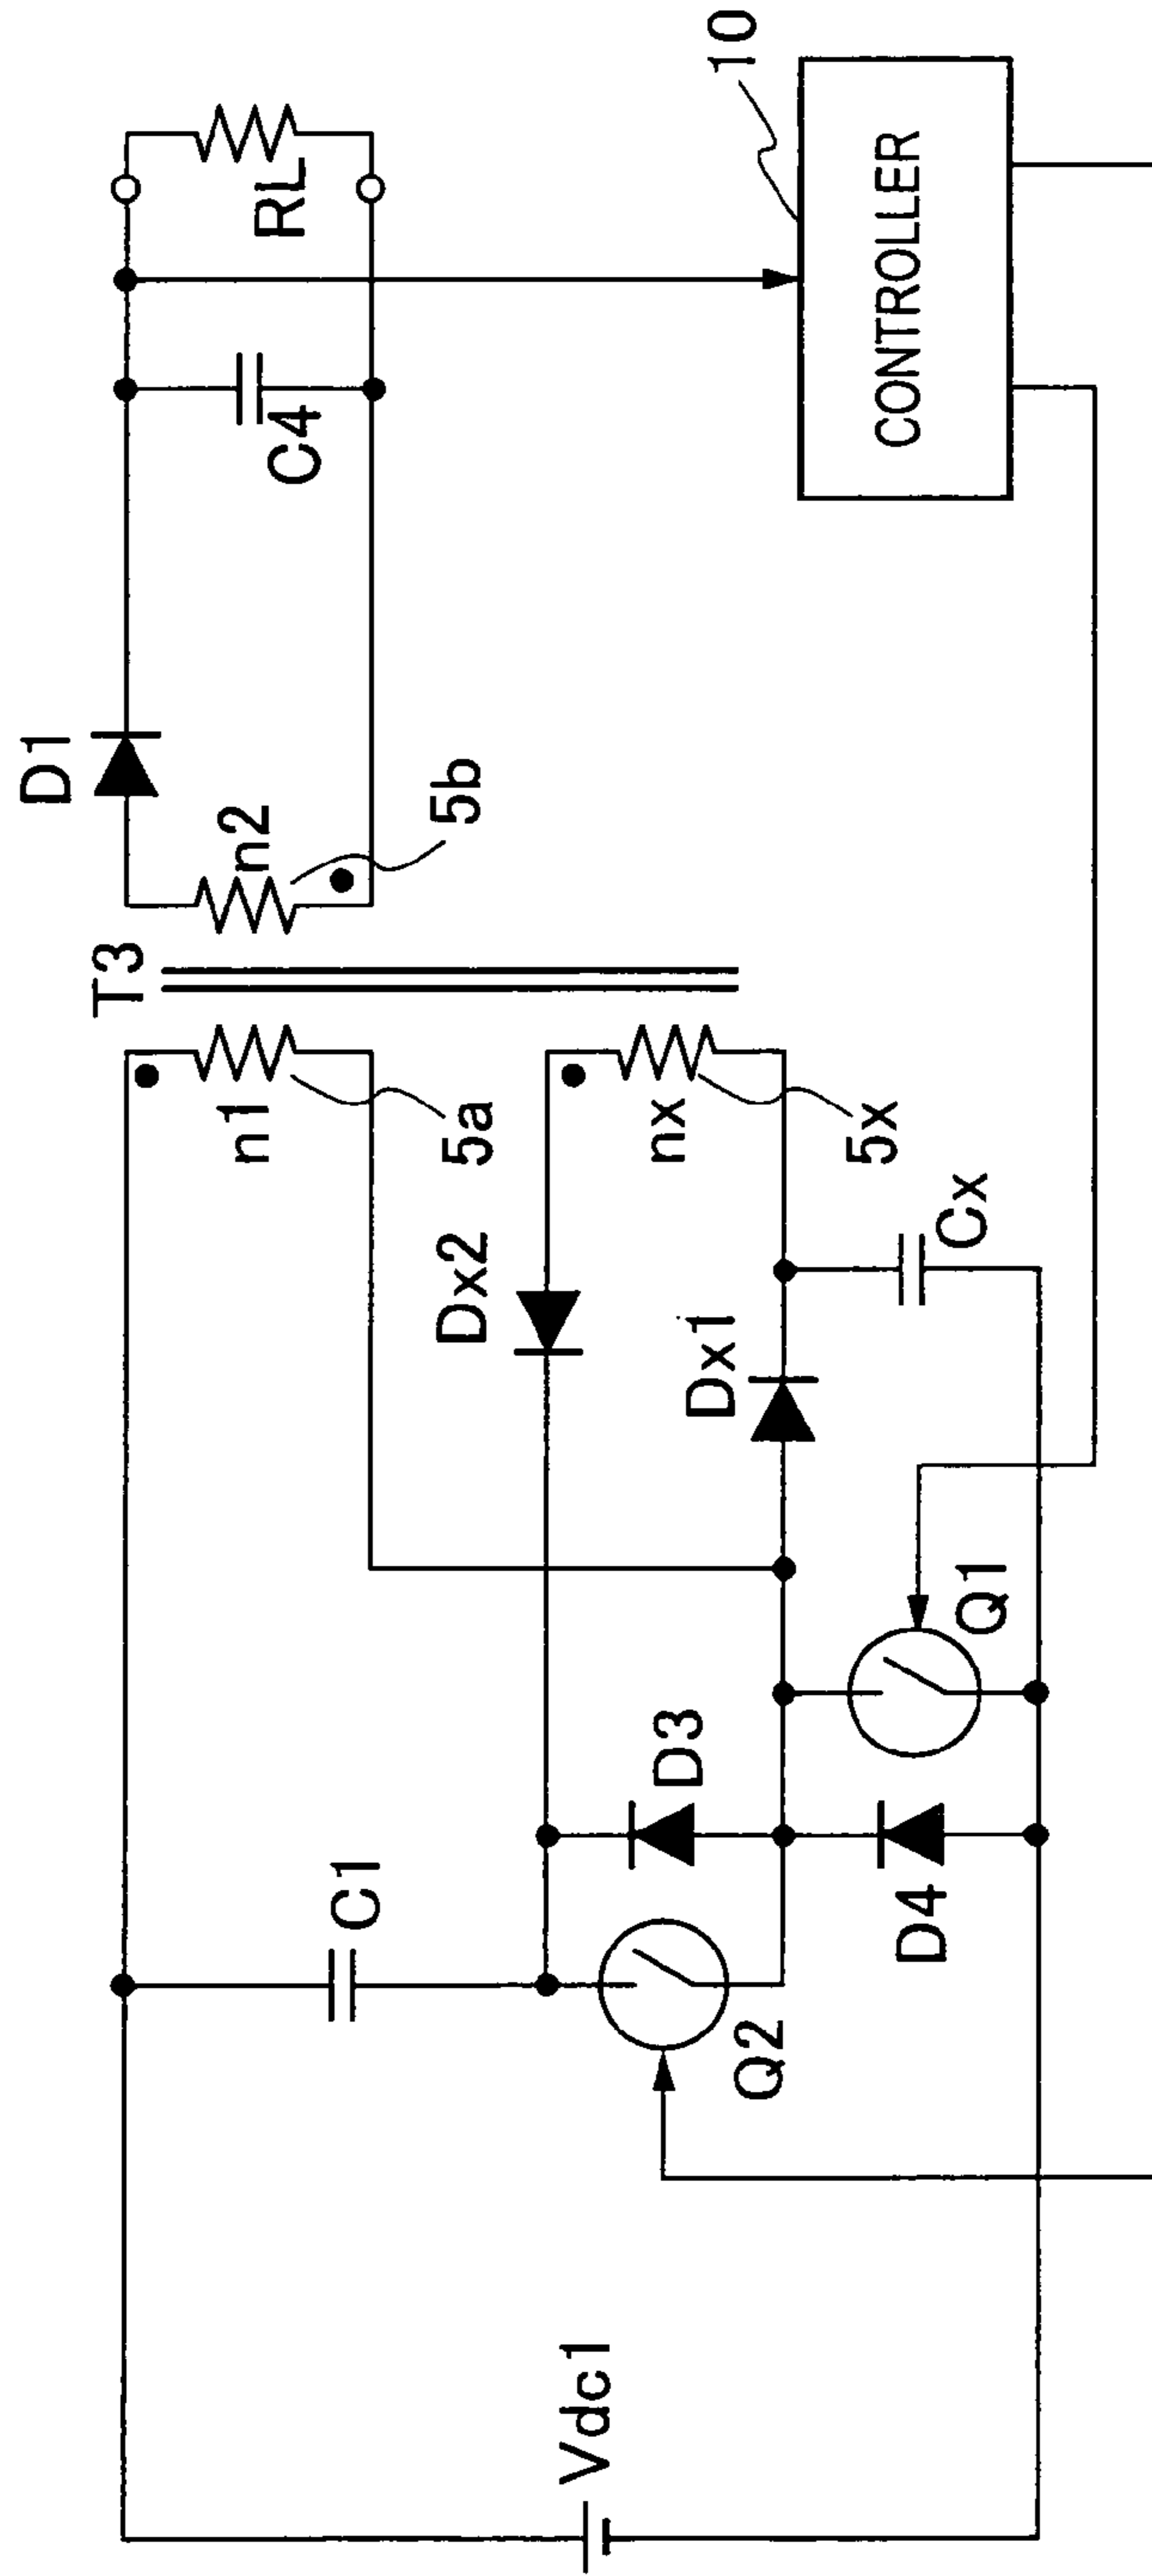 T3
D1
n1
n2
RL
C4
5a
5b
C1
Dx2
nx
5x
Vdc1
D3
Dx1
Cx
Q2
D4
Q1
10
CONTROLLER